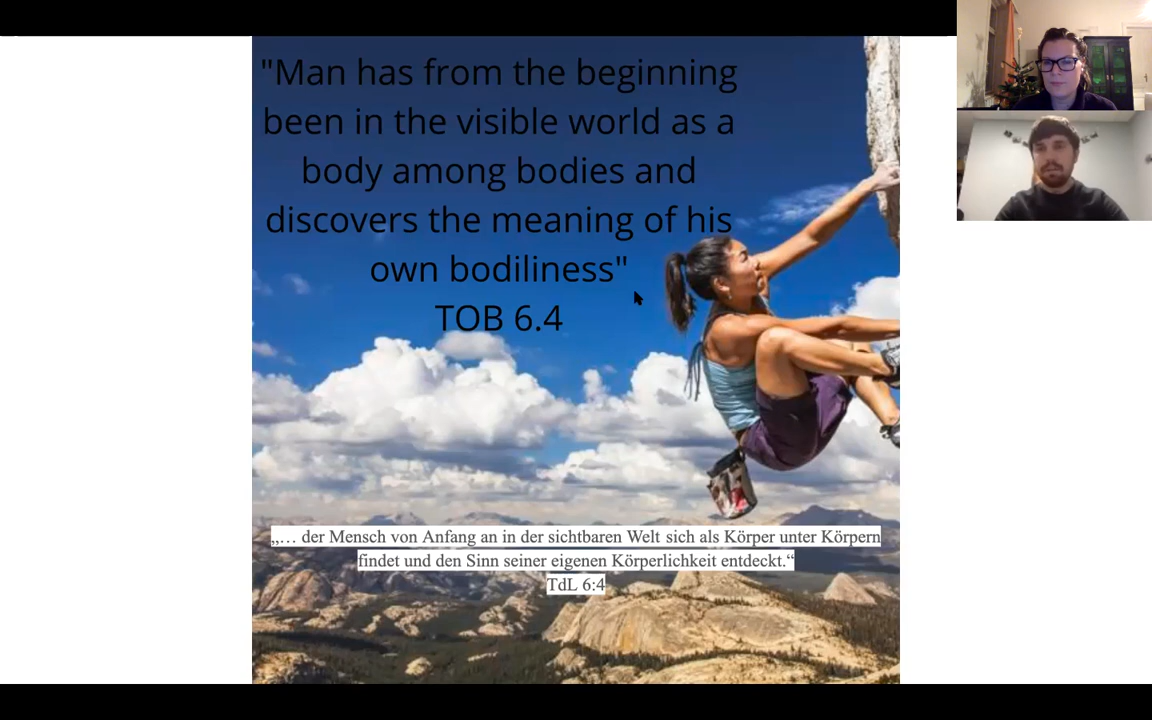 "Man has from the beginning
been in the visible world as a
body among bodies and
discovers the meaning of his
own bodiliness"
TOB 6.4
„… der Mensch von Anfang an in der sichtbaren Welt sich als Körper unter Körpern
findet und den Sinn seiner eigenen Körperlichkeit entdeckt.“
TdL 6:4